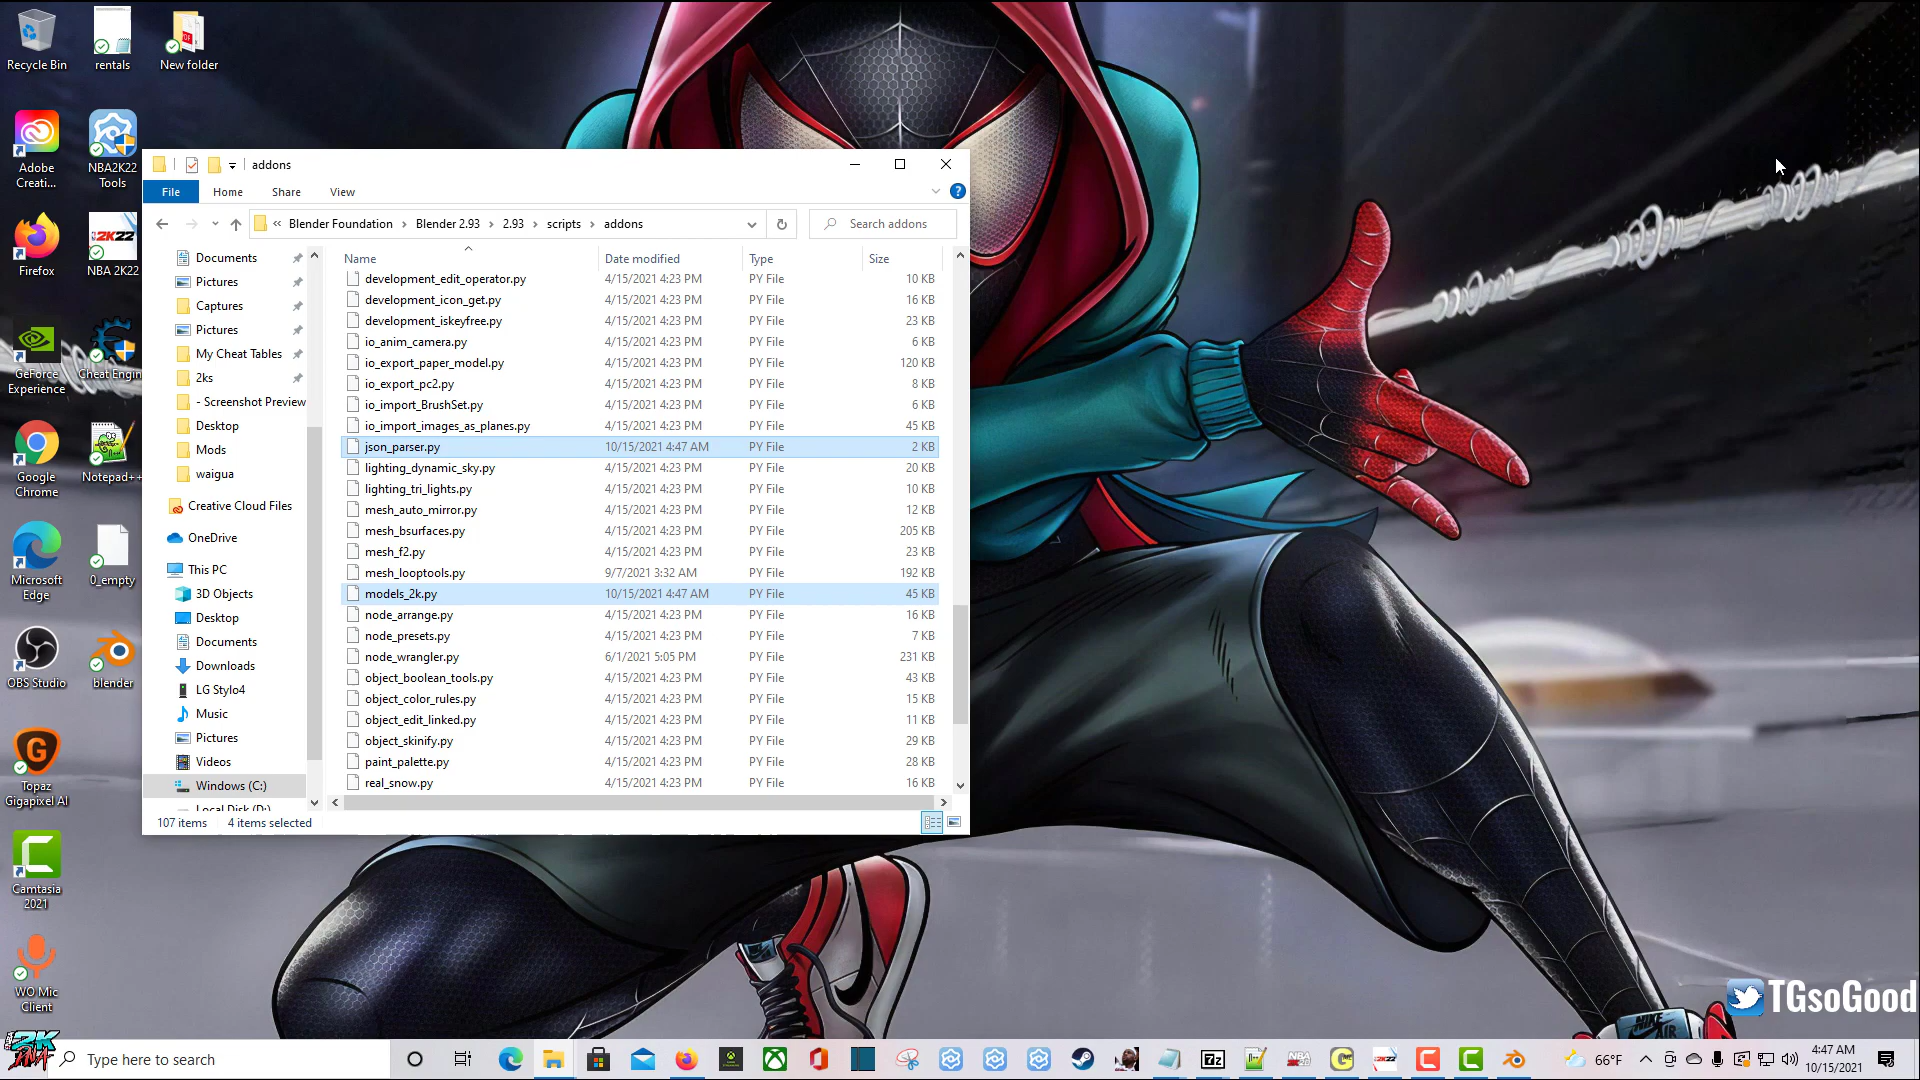 Recycle Bin
rentals
New folder
Adobe
Creati...
NBA2K22
Tools
Firefox
NBA 2K22
GeForce
Experience
Cheat Engin
Google
Chrome
Notepad++
Microsoft
Edge
0_empty
OBS Studio
blender
Topaz
Gigapixel AI
Camtasia
2021
WO Mic
Client
addons
File
Home
Share
View
« Blender Foundation › Blender 2.93 › 2.93 › scripts › addons
Search addons
Documents
Pictures
Captures
Pictures
My Cheat Tables
2ks
- Screenshot Preview
Desktop
Mods
waigua
Creative Cloud Files
OneDrive
This PC
3D Objects
Desktop
Documents
Downloads
LG Stylo4
Music
Pictures
Videos
Windows (C:)
Local Disk (D:)
Name Date modified Type Size
development_edit_operator.py 4/15/2021 4:23 PM PY File 10 KB
development_icon_get.py 4/15/2021 4:23 PM PY File 16 KB
development_iskeyfree.py 4/15/2021 4:23 PM PY File 23 KB
io_anim_camera.py 4/15/2021 4:23 PM PY File 6 KB
io_export_paper_model.py 4/15/2021 4:23 PM PY File 120 KB
io_export_pc2.py 4/15/2021 4:23 PM PY File 8 KB
io_import_BrushSet.py 4/15/2021 4:23 PM PY File 6 KB
io_import_images_as_planes.py 4/15/2021 4:23 PM PY File 45 KB
json_parser.py 10/15/2021 4:47 AM PY File 2 KB
lighting_dynamic_sky.py 4/15/2021 4:23 PM PY File 20 KB
lighting_tri_lights.py 4/15/2021 4:23 PM PY File 10 KB
mesh_auto_mirror.py 4/15/2021 4:23 PM PY File 12 KB
mesh_bsurfaces.py 4/15/2021 4:23 PM PY File 205 KB
mesh_f2.py 4/15/2021 4:23 PM PY File 23 KB
mesh_looptools.py 9/7/2021 3:32 AM PY File 192 KB
models_2k.py 10/15/2021 4:47 AM PY File 45 KB
node_arrange.py 4/15/2021 4:23 PM PY File 16 KB
node_presets.py 4/15/2021 4:23 PM PY File 7 KB
node_wrangler.py 6/1/2021 5:05 PM PY File 231 KB
object_boolean_tools.py 4/15/2021 4:23 PM PY File 43 KB
object_color_rules.py 4/15/2021 4:23 PM PY File 15 KB
object_edit_linked.py 4/15/2021 4:23 PM PY File 11 KB
object_skinify.py 4/15/2021 4:23 PM PY File 29 KB
paint_palette.py 4/15/2021 4:23 PM PY File 28 KB
real_snow.py 4/15/2021 4:23 PM PY File 16 KB
107 items 4 items selected
TGsoGood
NIKE
AIR
2K
DNA
Type here to search
66°F
4:47 AM
10/15/2021